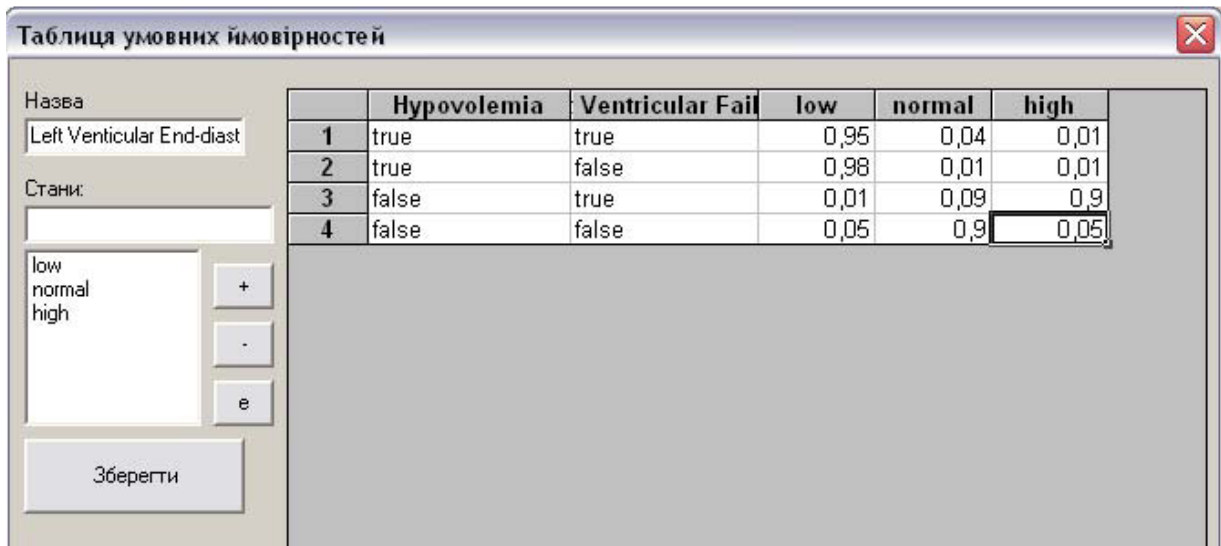 Таблиця умовних ймовірностей
Назва
Left Venticular End-diast
Стани:
low
normal
high
+
-
e
Зберегти
Hypovolemia Ventricular Fail low normal high
1 true true 0,95 0,04 0,01
2 true false 0,98 0,01 0,01
3 false true 0,01 0,09 0,9
4 false false 0,05 0,9 0,05